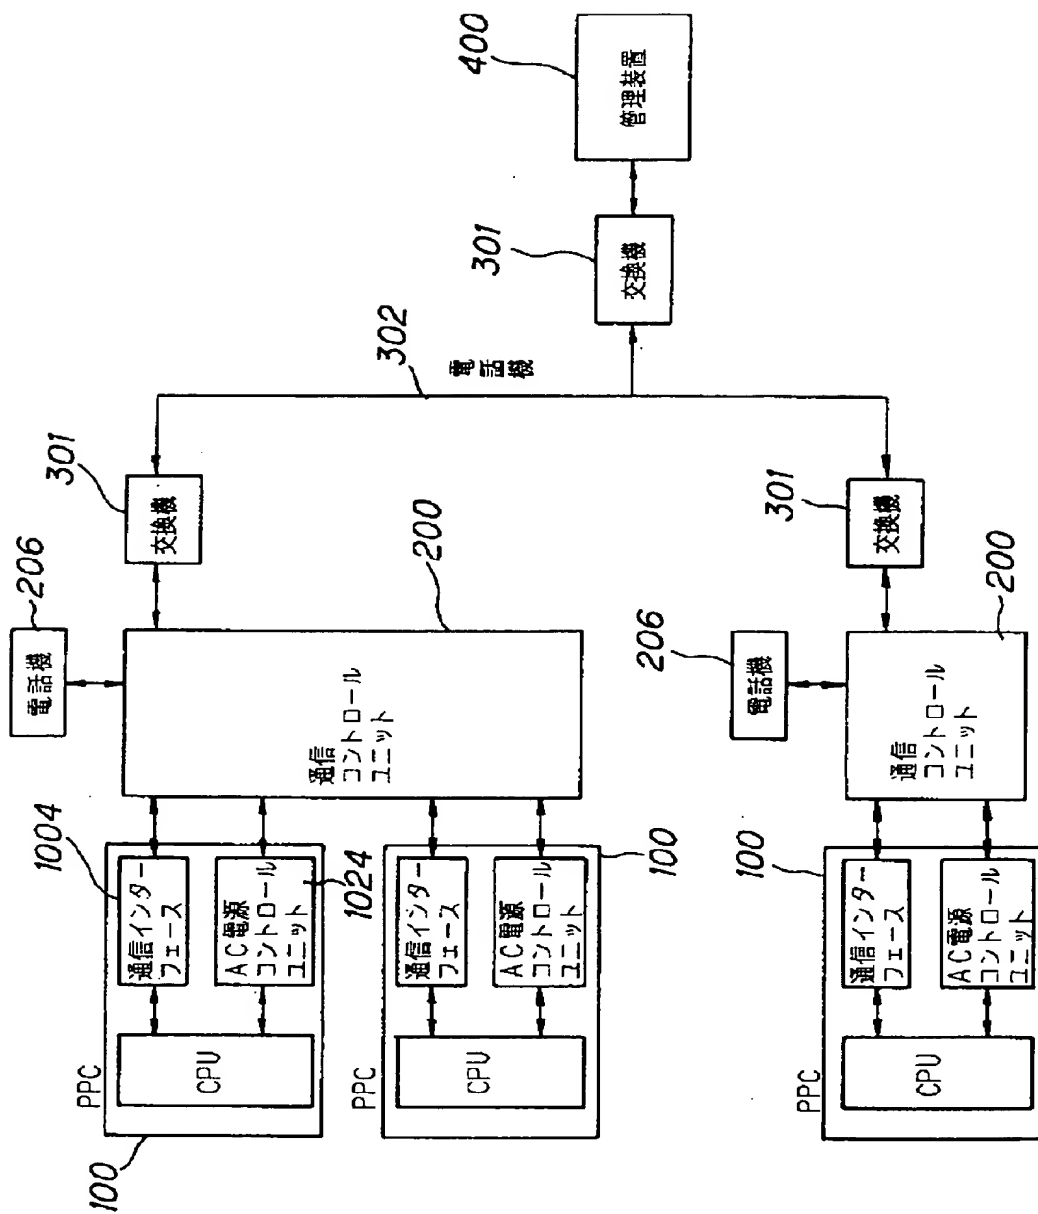 PPC
100
CPU
通信インター
フェース
1004
AC電源
コントロール
ユニット
1024
PPC
100
CPU
通信インター
フェース
AC電源
コントロール
ユニット
通信
コントロール
ユニット
200
電話機
206
交換機
301
302
電話機
交換機
301
管理装置
400
PPC
100
CPU
通信インター
フェース
AC電源
コントロール
ユニット
通信
コントロール
ユニット
200
電話機
206
交換機
301